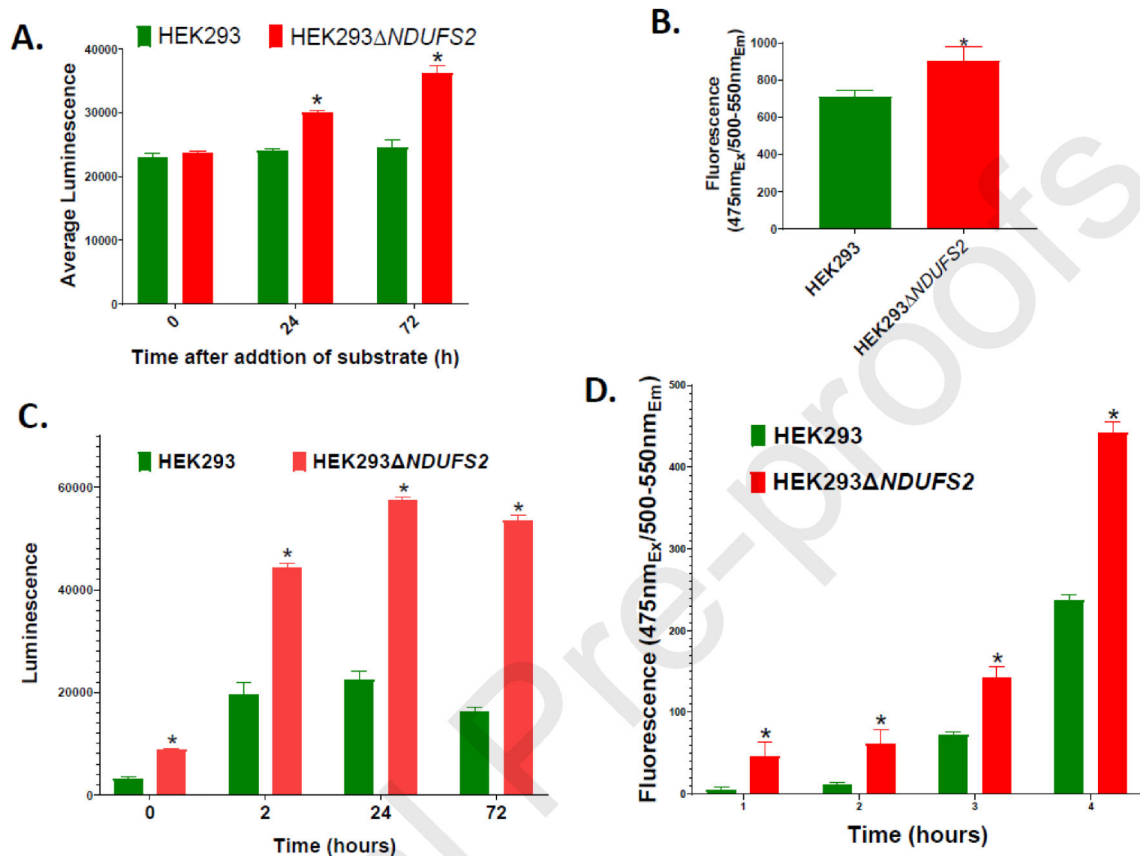 A.
HEK293 HEK293ΔNDUFS2
Average Luminescence
40000
30000
20000
10000
0
* *
0 24 72
Time after addtion of substrate (h)
B.
Fluorescence
(475nmEx/500-550nmEm)
1000
800
600
400
200
0
*
HEK293
HEK293ΔNDUFS2
C.
HEK293 HEK293ΔNDUFS2
Luminescence
60000
40000
20000
0
* * * *
0 2 24 72
Time (hours)
D.
HEK293
HEK293ΔNDUFS2
Fluorescence (475nmEx/500-550nmEm)
500
400
300
200
100
0
* * * *
1 2 3 4
Time (hours)
Pre-proofs